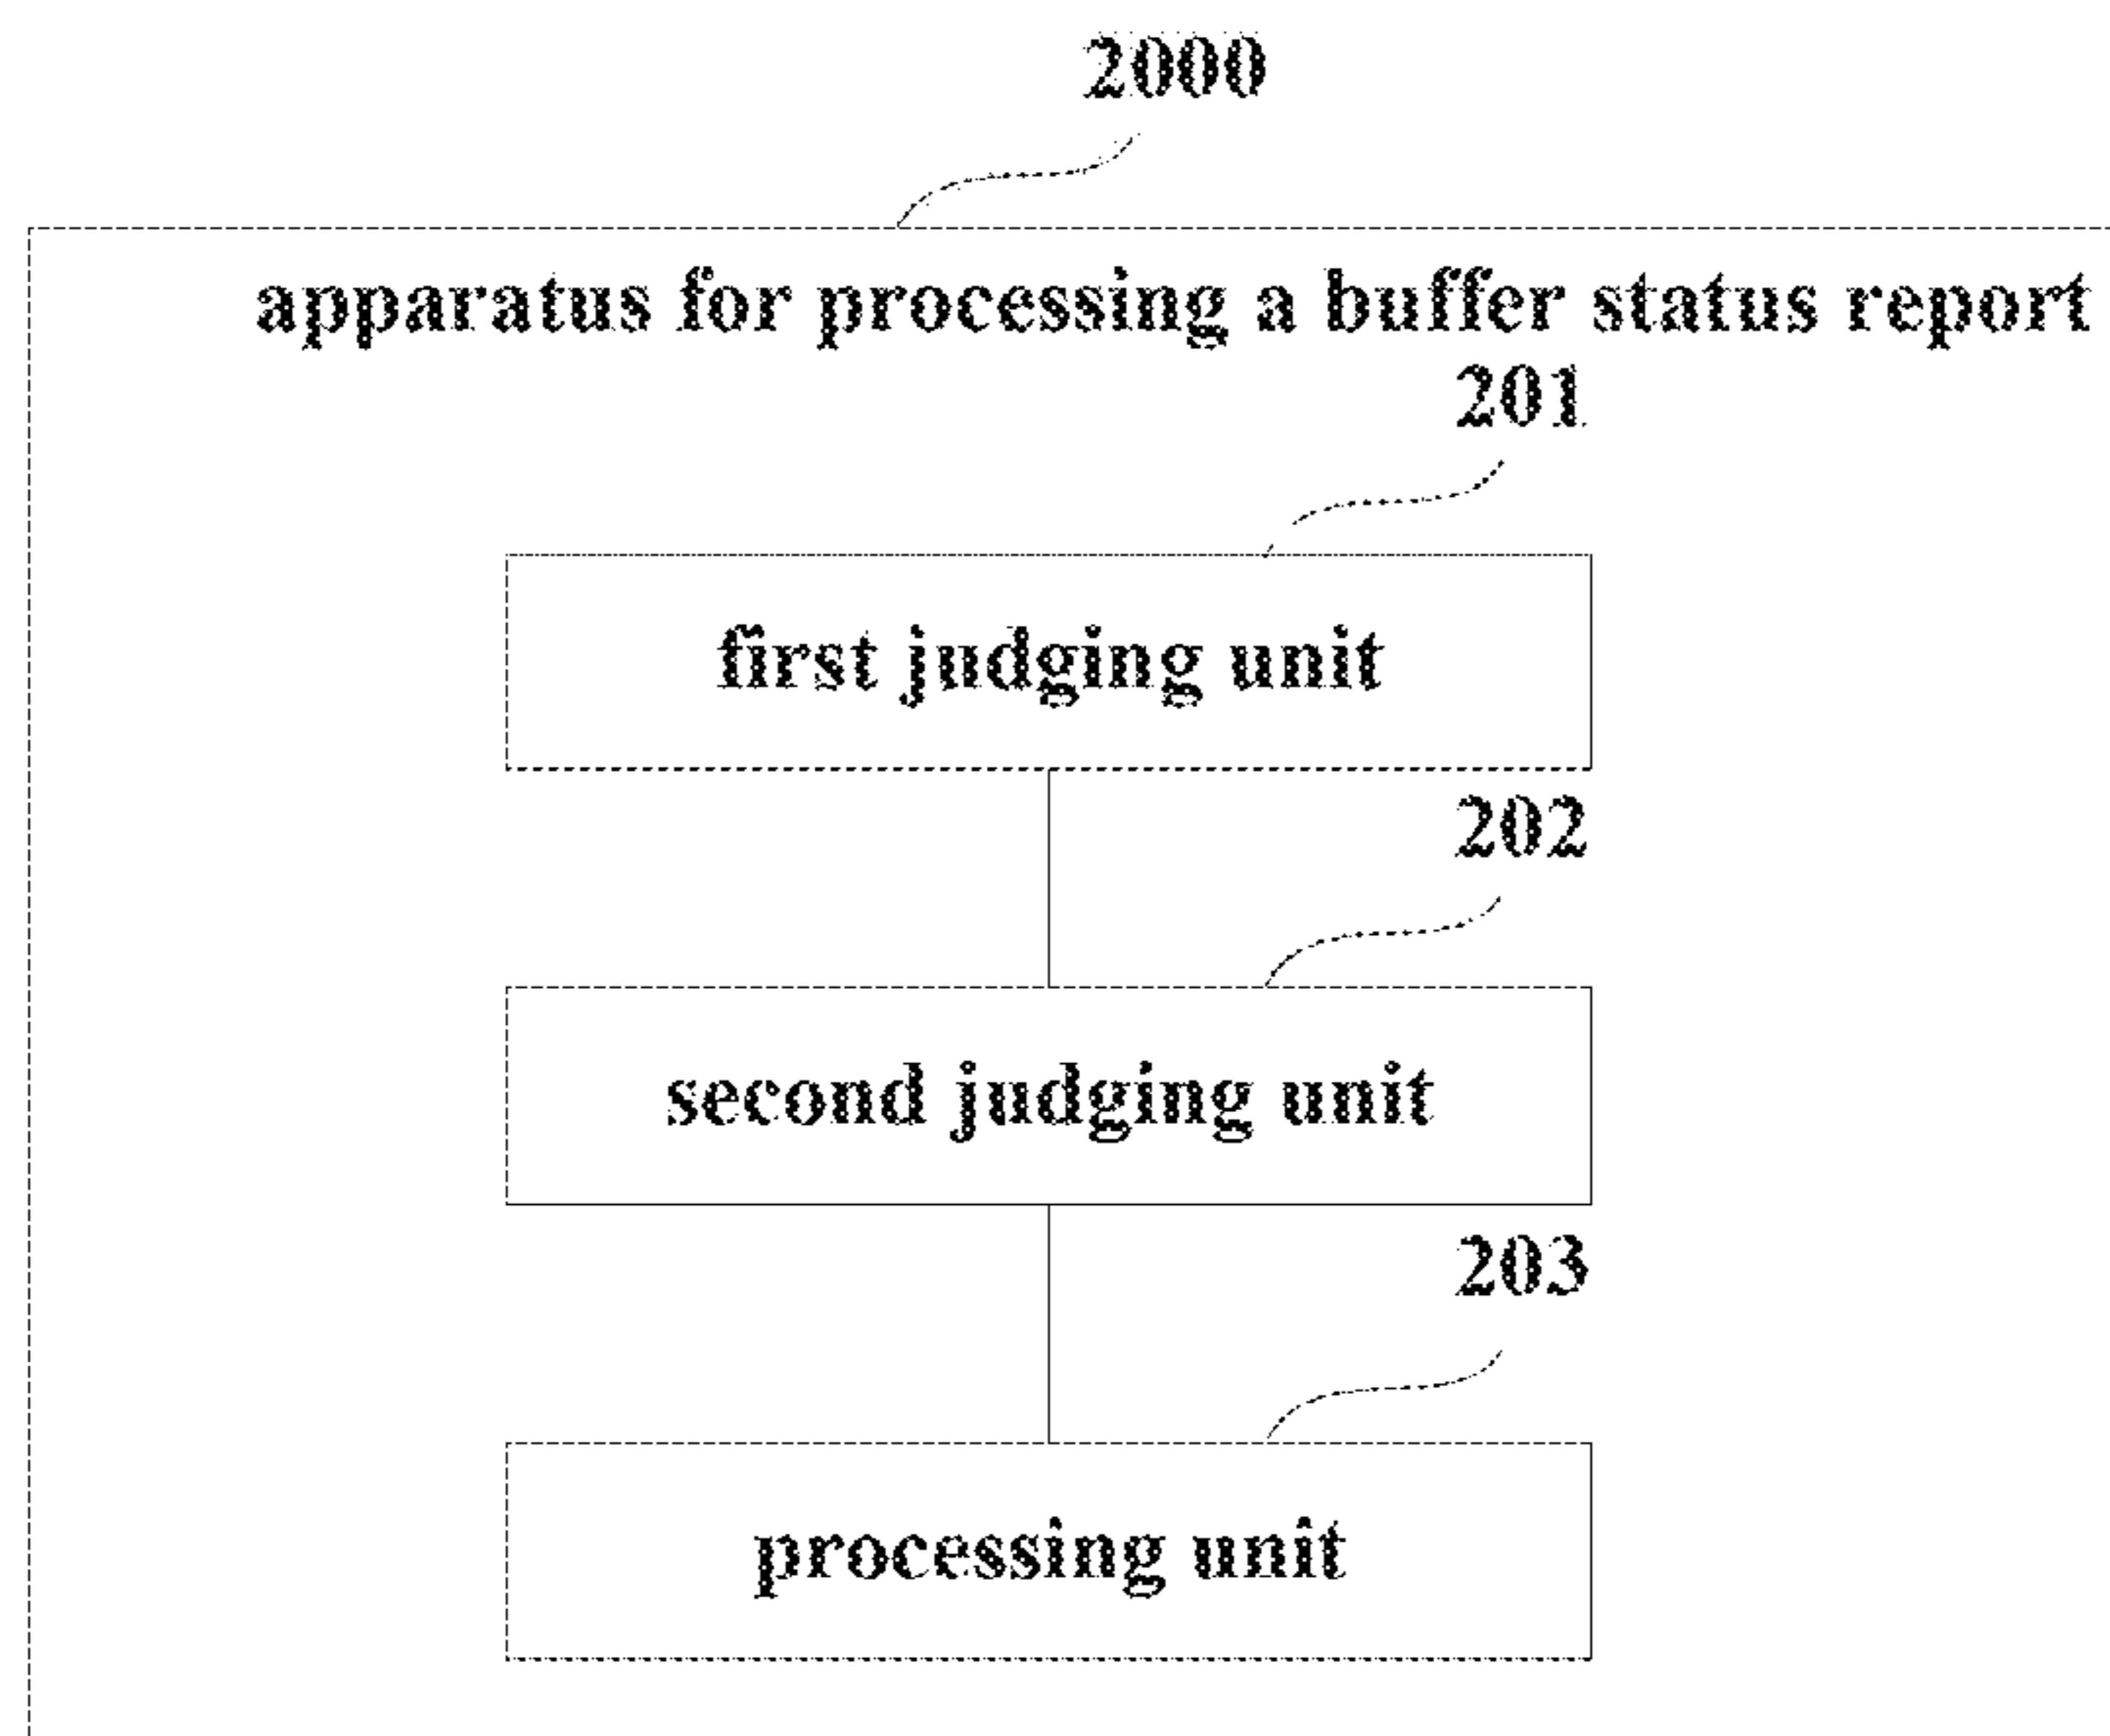 2000
apparatus for processing a buffer status report
201
first judging unit
202
second judging unit
203
processing unit